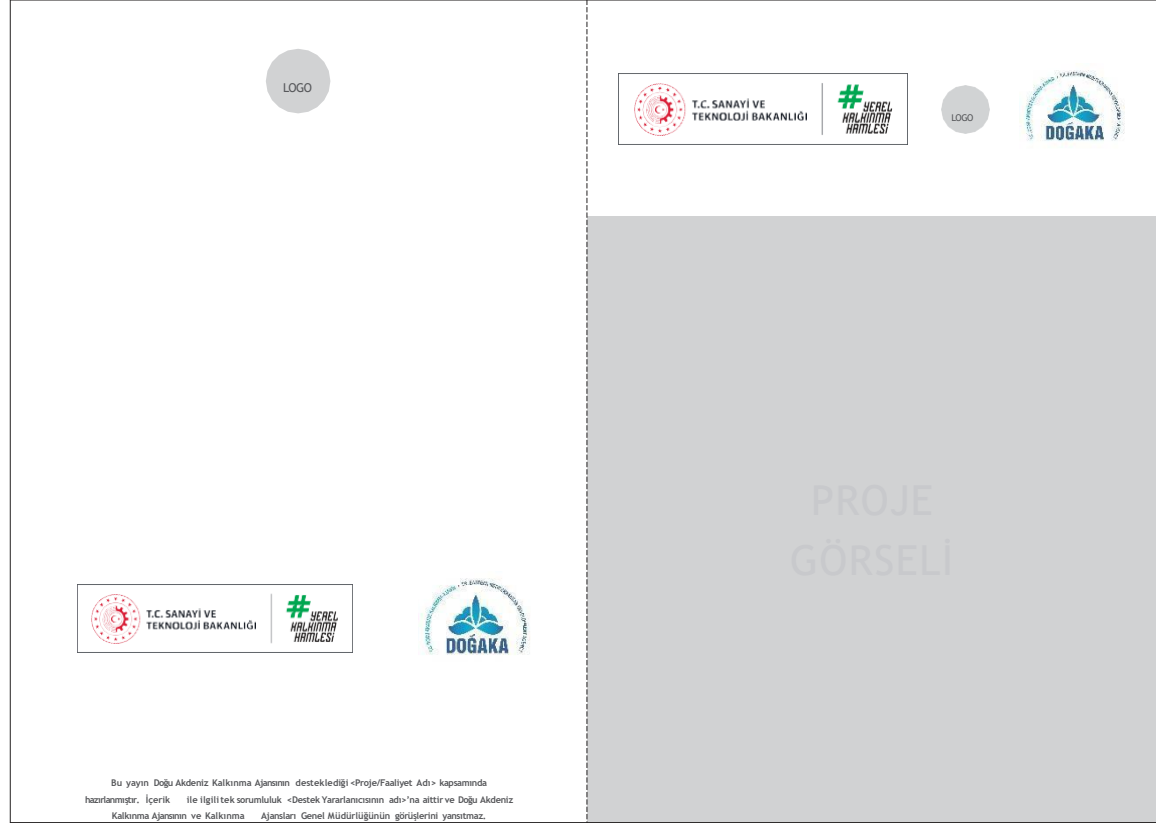 LOGO
T.C. SANAYİ VE
TEKNOLOJİ BAKANLIĞI
#
YEREL
KALKINMA
HAMLESİ
DOĞAKA
Bu yayın Doğu Akdeniz Kalkınma Ajansının desteklediği <Proje/Faaliyet Adı> kapsamında
hazırlanmıştır. İçerik ile ilgili tek sorumluluk <Destek Yararlanıcısının adı>'na aittir ve Doğu Akdeniz
Kalkınma Ajansının ve Kalkınma Ajansları Genel Müdürlüğünün görüşlerini yansıtmaz.
T.C. SANAYİ VE
TEKNOLOJİ BAKANLIĞI
#
YEREL
KALKINMA
HAMLESİ
LOGO
DOĞAKA
PROJE
GÖRSELİ